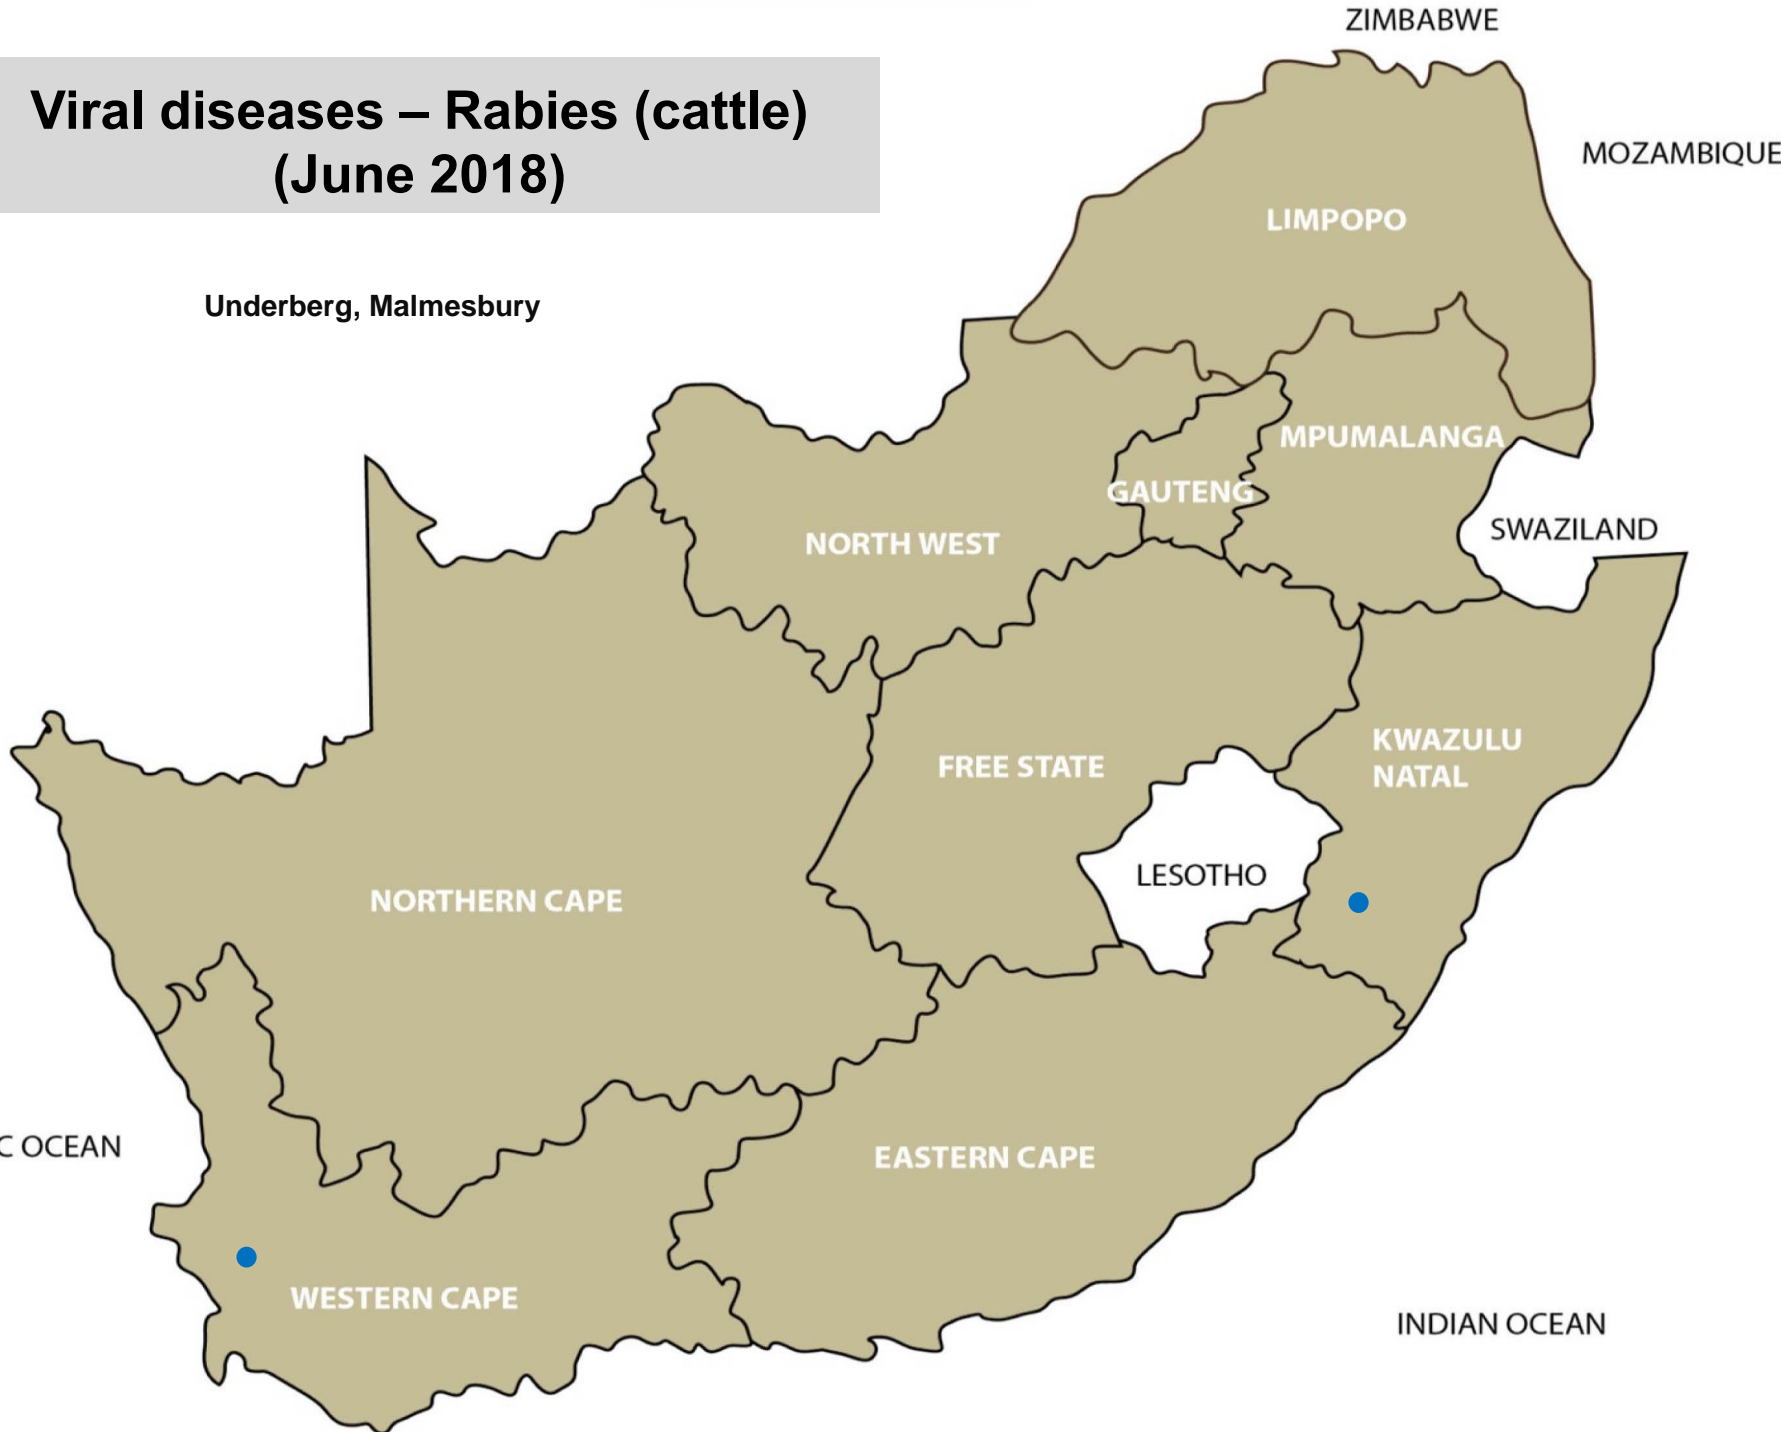 ZIMBABWE
Viral diseases – Rabies (cattle)
(June 2018)
MOZAMBIQUE
LIMPOPO
Underberg, Malmesbury
MPUMALANGA
GAUTENG
SWAZILAND
NORTH WEST
KWAZULU
NATAL
FREE STATE
LESOTHO
NORTHERN CAPE
C OCEAN
EASTERN CAPE
WESTERN CAPE
INDIAN OCEAN